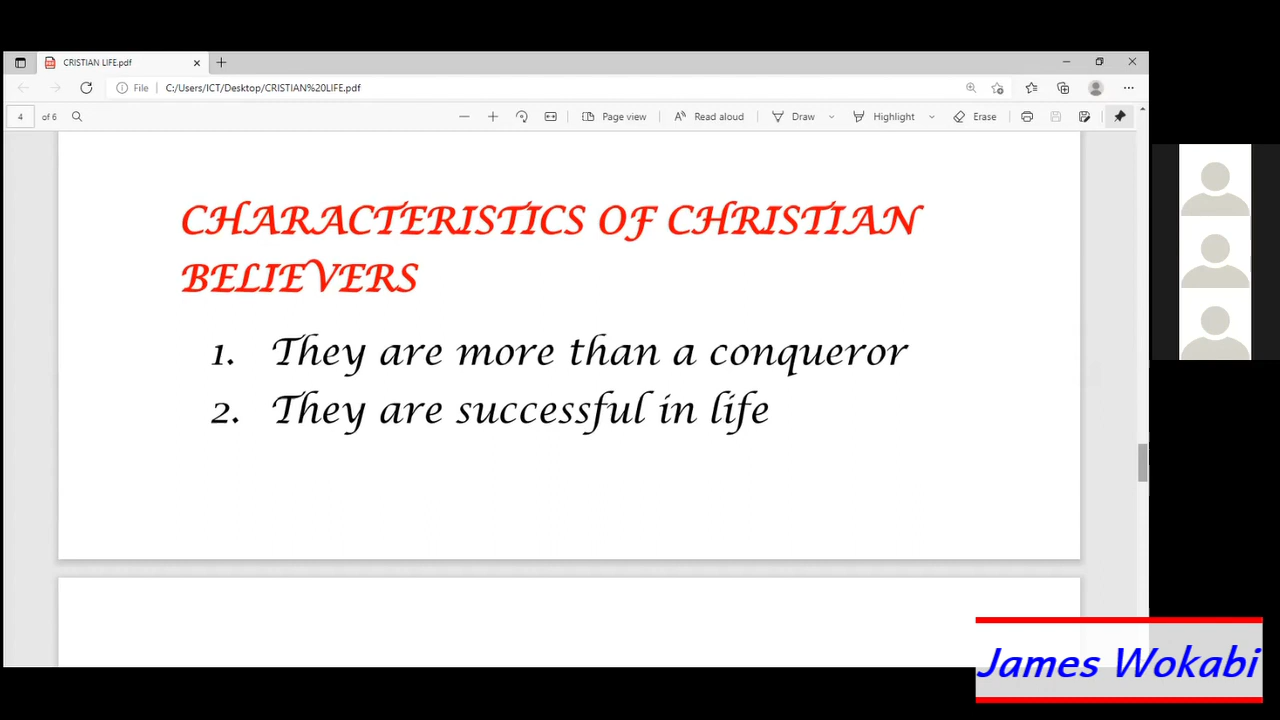 CRISTIAN LIFE.pdf
File C:/Users/ICT/Desktop/CRISTIAN%20LIFE.pdf
4 of 6 Page view Read aloud Draw Highlight Erase
CHARACTERISTICS OF CHRISTIAN
BELIEVERS
1. They are more than a conqueror
2. They are successful in life
James Wokabi